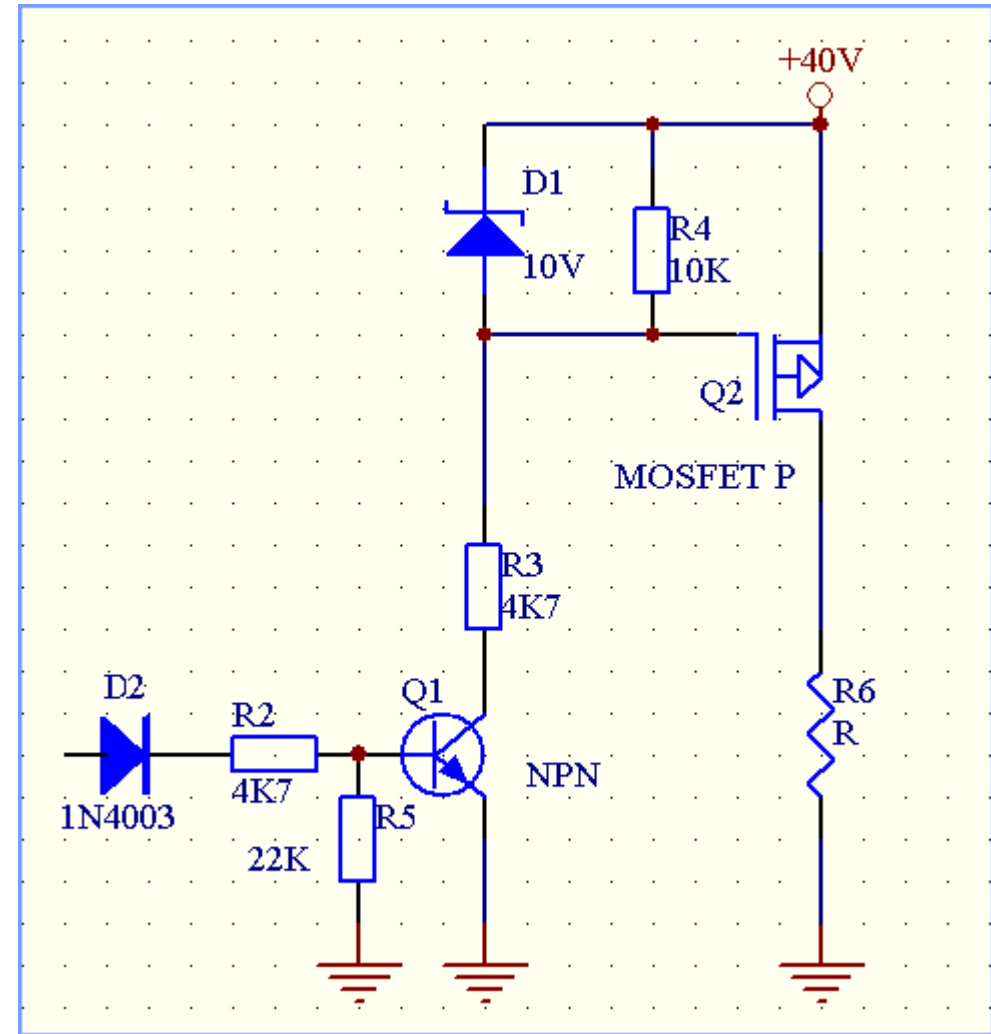 +40V
D1
10V
R4
10K
Q2
MOSFET P
R3
4K7
D2
1N4003
R2
4K7
Q1
NPN
R5
22K
R6
R